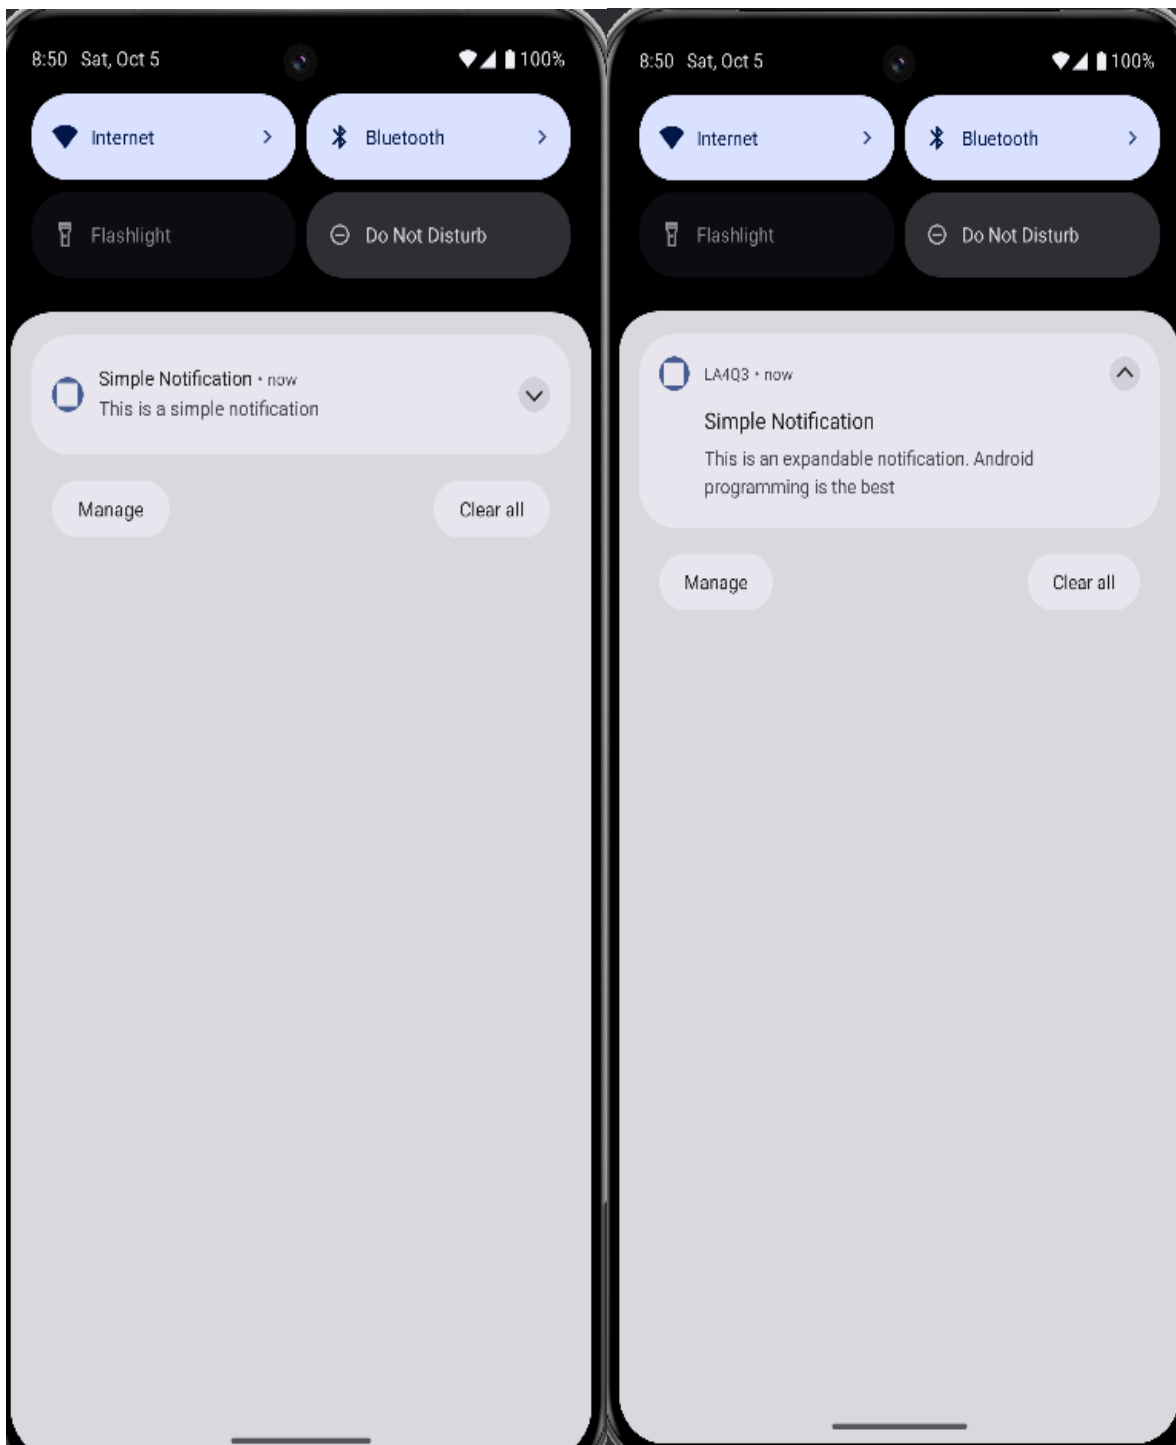 8:50 Sat, Oct 5 100%
Internet Bluetooth
Flashlight Do Not Disturb
Simple Notification • now
This is a simple notification
Manage Clear all
8:50 Sat, Oct 5 100%
Internet Bluetooth
Flashlight Do Not Disturb
LA4Q3 • now
Simple Notification
This is an expandable notification. Android
programming is the best
Manage Clear all